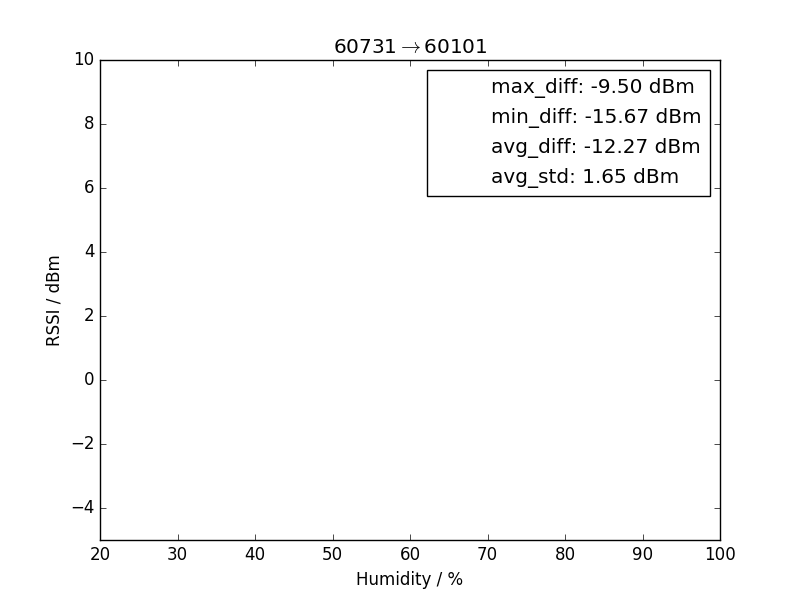 60731→60101
max_diff: -9.50 dBm
min_diff: -15.67 dBm
avg_diff: -12.27 dBm
avg_std: 1.65 dBm
RSSI / dBm
10
8
6
4
2
0
−2
−4
20 30 40 50 60 70 80 90 100
Humidity / %